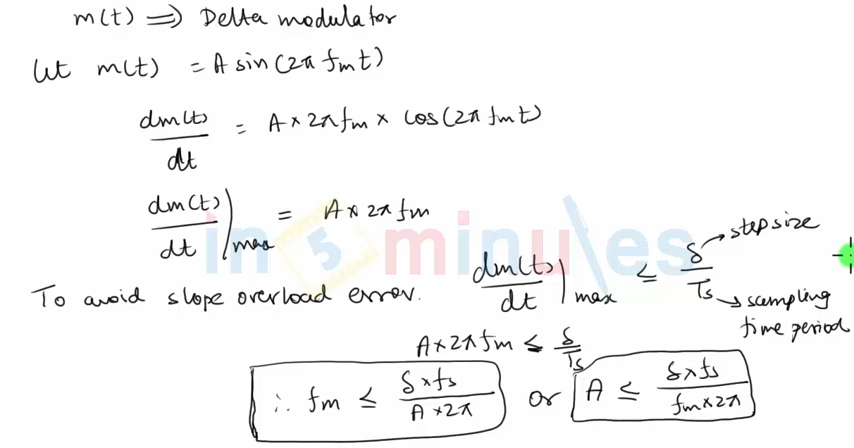 m(t) ⟹ Delta modulator
Let m(t) = A sin(2π fm t)
dm(t)/dt = A × 2π fm × cos(2π fm t)
dm(t)/dt |max = A × 2π fm
in 5 minutes
To avoid slope overload error. dm(t)/dt |max ≤ δ/Ts
→ step size
→ sampling time period
A × 2π fm ≤ δ/Ts
∴ fm ≤ δ×fs / A×2π or A ≤ δ×fs / fm×2π